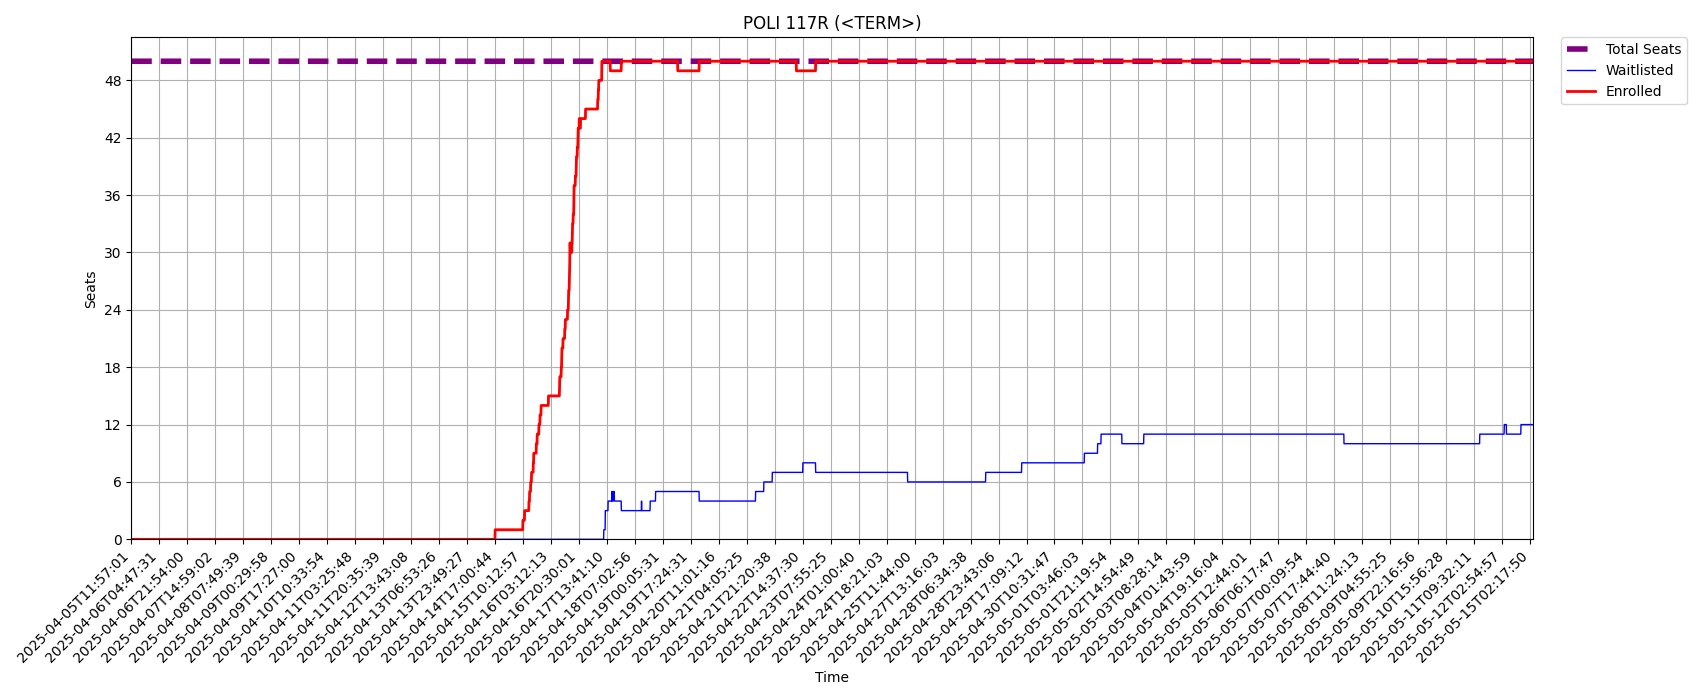 POLI 117R (<TERM>)
Total Seats
Waitlisted
Enrolled
Seats
48
42
36
30
24
18
12
6
0
2025-04-05T11:57:01
2025-04-06T04:47:31
2025-04-06T21:54:00
2025-04-07T14:59:02
2025-04-08T07:49:39
2025-04-09T00:29:58
2025-04-09T17:27:00
2025-04-10T10:33:54
2025-04-11T03:25:48
2025-04-11T20:35:39
2025-04-12T13:43:08
2025-04-13T06:53:26
2025-04-13T23:49:27
2025-04-14T17:00:44
2025-04-15T10:12:57
2025-04-16T03:12:13
2025-04-16T20:30:01
2025-04-17T13:41:10
2025-04-18T07:02:56
2025-04-19T00:05:31
2025-04-19T17:24:31
2025-04-20T11:01:16
2025-04-21T04:05:25
2025-04-21T21:20:38
2025-04-22T14:37:30
2025-04-23T07:55:25
2025-04-24T01:00:40
2025-04-24T18:21:03
2025-04-25T11:44:00
2025-04-27T13:16:03
2025-04-28T06:34:38
2025-04-28T23:43:06
2025-04-29T17:09:12
2025-04-30T10:31:47
2025-05-01T03:46:03
2025-05-01T21:19:54
2025-05-02T14:54:49
2025-05-03T08:28:14
2025-05-04T01:43:59
2025-05-04T19:16:04
2025-05-05T12:44:01
2025-05-06T06:17:47
2025-05-07T00:09:54
2025-05-07T17:44:40
2025-05-08T11:24:13
2025-05-09T04:55:25
2025-05-09T22:16:56
2025-05-10T15:56:28
2025-05-11T09:32:11
2025-05-12T02:54:57
2025-05-15T02:17:50
Time